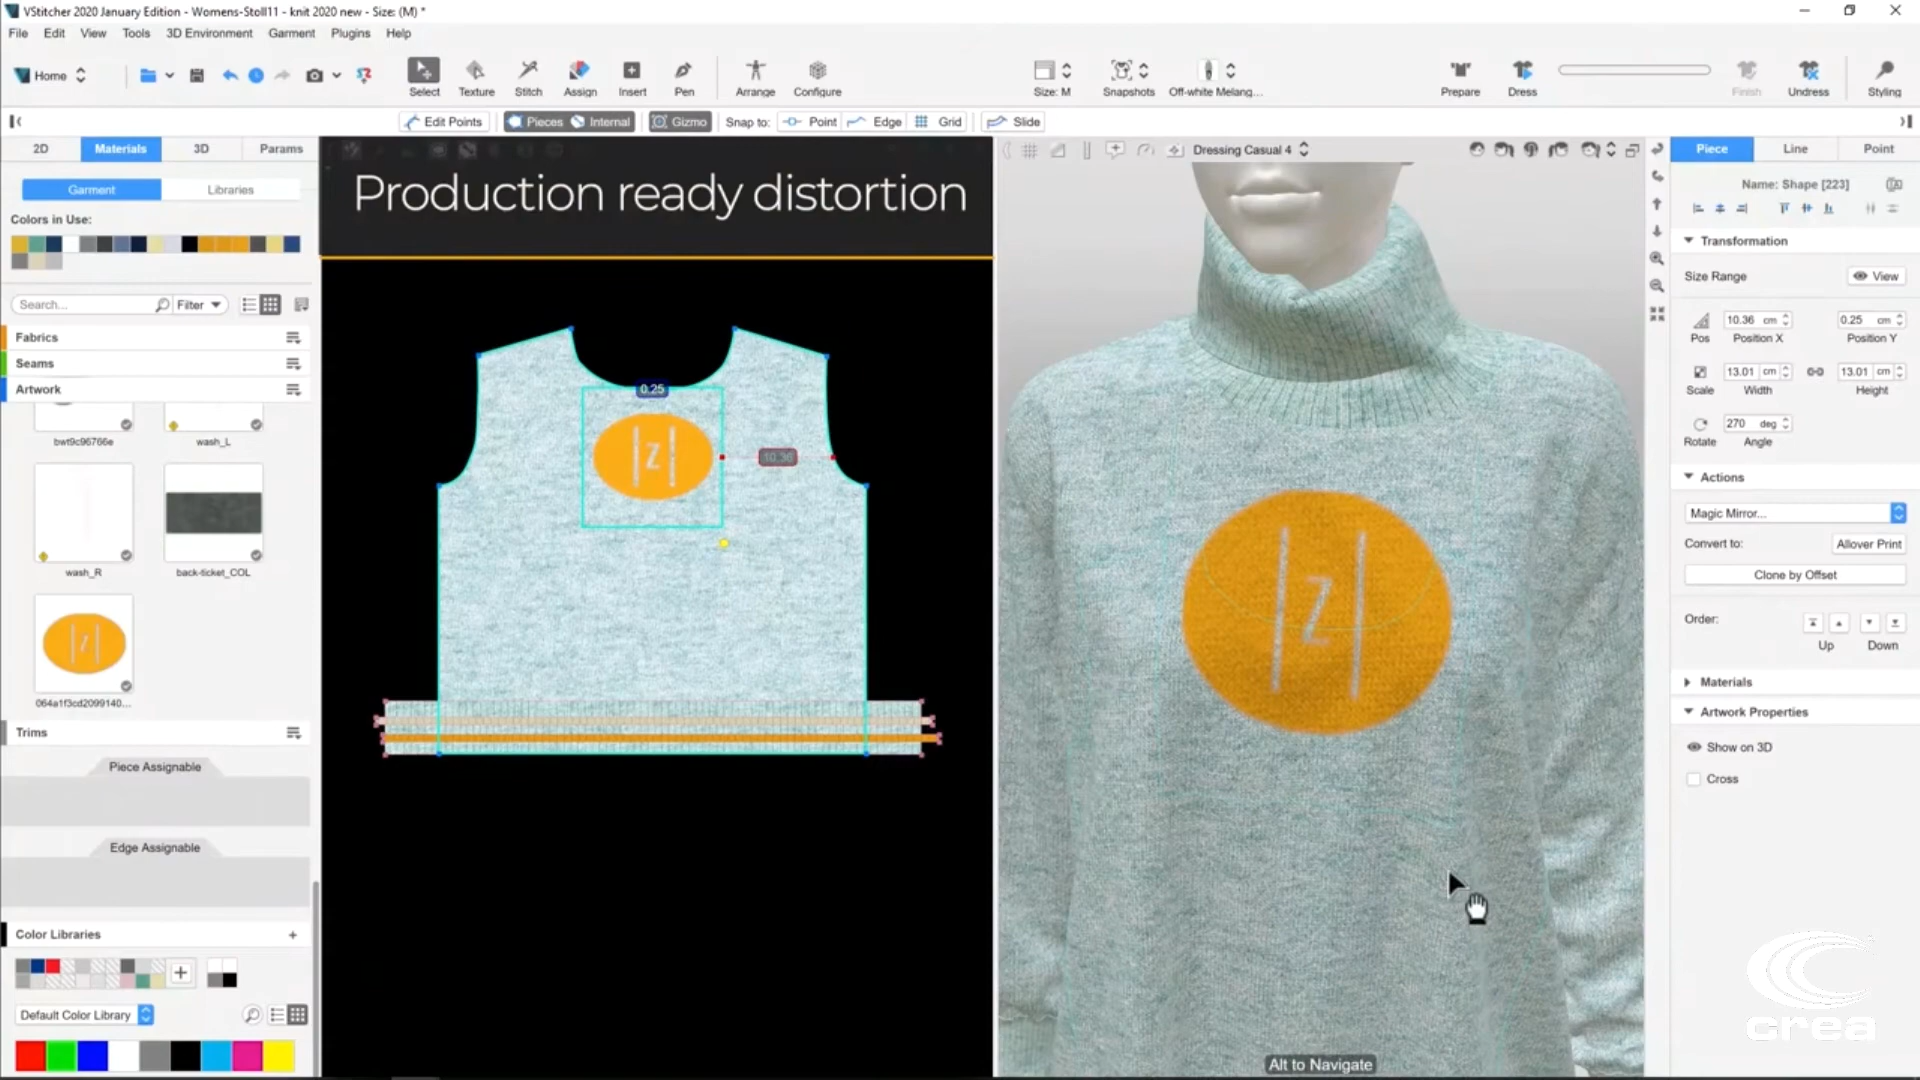 VStitcher 2020 January Edition - Womens-Stoll11 - knit 2020 new - Size: (M) *
File Edit View Tools 3D Environment Garment Plugins Help
Home
Select Texture Stitch Assign Insert Pen Arrange Configure Size: M Snapshots Off-white Melang... Prepare Dress Finish Undress Styling
Edit Points Pieces Internal Gizmo Snap to: Point Edge Grid Slide
2D Materials 3D Params
Dressing Casual 4
Piece Line Point
Garment Libraries
Production ready distortion
Name: Shape [223]
Colors in Use:
Transformation
Size Range View
Search... Filter
Pos 10.36 cm 0.25 cm
Position X Position Y
Fabrics
Seams
Artwork
Scale 13.01 cm 13.01 cm
Width Height
0.25
10.36
Z
Rotate 270 deg
Angle
bwt9c96766e wash_L
Actions
Magic Mirror...
Convert to: Allover Print
Clone by Offset
wash_R back-ticket_COL
Z
Order:
Up Down
Z
064a1f3cd2099140...
Materials
Artwork Properties
Trims
Show on 3D
Piece Assignable
Cross
Edge Assignable
Color Libraries
Default Color Library
crea
Alt to Navigate